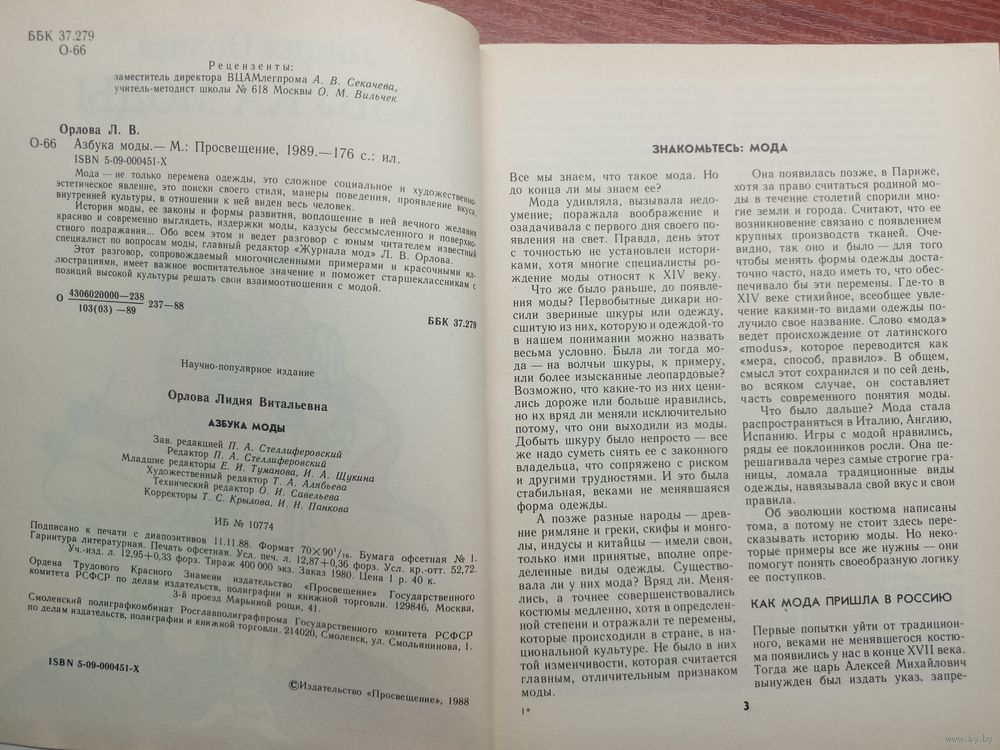 ББК 37.279
О-66
Рецензенты:
заместитель директора ВЦАМлегпрома А. В. Секачева,
учитель-методист школы № 618 Москвы О. М. Вильчек
Орлова Л. В.
О-66 Азбука моды.— М.: Просвещение, 1989.—176 с.: ил.
ISBN 5-09-000451-X
Мода — не только перемена одежды, это сложное социальное и художественно-
эстетическое явление, это поиски своего стиля, манеры поведения, проявление вкуса,
внутренней культуры, в отношении к ней виден весь человек.
История моды, ее законы и формы развития, воплощение в ней вечного желания
красиво и современно выглядеть, издержки моды, казусы бессмысленного и поверхно-
стного подражания... Обо всем этом и ведет разговор с юным читателем известный
специалист по вопросам моды, главный редактор «Журнала мод» Л. В. Орлова.
Этот разговор, сопровождаемый многочисленными примерами и красочными ил-
люстрациями, имеет важное воспитательное значение и поможет старшеклассникам с
позиций высокой культуры решать свои взаимоотношения с модой.
О 4306020000—238
103(03) —89 237—88
ББК 37.279
Научно-популярное издание
Орлова Лидия Витальевна
АЗБУКА МОДЫ
Зав. редакцией П. А. Стеллиферовский
Редактор П. А. Стеллиферовский
Младшие редакторы Е. И. Туманова, И. А. Щукина
Художественный редактор Т. А. Алябьева
Технический редактор О. И. Савельева
Корректоры Т. С. Крылова, И. Н. Панкова
ИБ № 10774
Подписано к печати с диапозитивов 11.11.88. Формат 70×90¹/₁₆. Бумага офсетная № 1.
Гарнитура литературная. Печать офсетная. Усл. печ. л. 12,87+0,36 форз. Усл. кр.-отт. 52,72.
Уч.-изд. л. 12,95+0,33 форз. Тираж 400 000 экз. Заказ 1980. Цена 1 р. 40 к.
Ордена Трудового Красного Знамени издательство «Просвещение» Государственного
комитета РСФСР по делам издательств, полиграфии и книжной торговли. 129846, Москва,
3-й проезд Марьиной рощи, 41.
Смоленский полиграфкомбинат Росглавполиграфпрома Государственного комитета РСФСР
по делам издательств, полиграфии и книжной торговли. 214020, Смоленск, ул. Смольянинова, 1.
ISBN 5-09-000451-X
©Издательство «Просвещение», 1988
ЗНАКОМЬТЕСЬ: МОДА
Все мы знаем, что такое мода. Но
до конца ли мы знаем ее?
Мода удивляла, вызывала недо-
умение; поражала воображение и
озадачивала с первого дня своего по-
явления на свет. Правда, день этот
с точностью не установлен истори-
ками, хотя многие специалисты ро-
ждение моды относят к XIV веку.
Что же было раньше, до появле-
ния моды? Первобытные дикари но-
сили звериные шкуры или одежду,
сшитую из них, которую и одеждой-то
в нашем понимании можно назвать
весьма условно. Была ли тогда мо-
да — на волчьи шкуры, к примеру,
или более изысканные леопардовые?
Возможно, что какие-то из них цени-
лись дороже или больше нравились,
но их вряд ли меняли исключительно
потому, что они выходили из моды.
Добыть шкуру было непросто — все
же надо суметь снять ее с законного
владельца, что сопряжено с риском
и другими трудностями. И это была
стабильная, веками не менявшаяся
форма одежды.
А позже разные народы — древ-
ние римляне и греки, скифы и монго-
лы, индусы и китайцы — имели свои,
только ими принятые, вполне опре-
деленные виды одежды. Существо-
вала ли у них мода? Вряд ли. Меня-
лись, а точнее совершенствовались
костюмы медленно, хотя в определен-
ной степени и отражали те перемены,
которые происходили в стране, в на-
циональной культуре. Не было в них
той изменчивости, которая считается
главным, отличительным признаком
моды.
1*
Она появилась позже, в Париже,
хотя за право считаться родиной мо-
ды в течение столетий спорили мно-
гие земли и города. Считают, что ее
возникновение связано с появлением
крупных производств тканей. Оче-
видно, так оно и было — для того
чтобы менять формы одежды доста-
точно часто, надо иметь то, что обес-
печивало бы эти перемены. Где-то в
XIV веке стихийное, всеобщее увле-
чение какими-то видами одежды по-
лучило свое название. Слово «мода»
ведет происхождение от латинского
«modus», которое переводится как
«мера, способ, правило». В общем,
смысл этот сохранился и по сей день,
во всяком случае, он составляет
часть современного понятия моды.
Что было дальше? Мода стала
распространяться в Италию, Англию,
Испанию. Игры с модой нравились,
ряды ее поклонников росли. Она пе-
решагивала через самые строгие гра-
ницы, ломала традиционные виды
одежды, навязывала свой вкус и свои
правила.
Об эволюции костюма написаны
тома, а потому не стоит здесь пере-
сказывать историю моды. Но некото-
рые примеры все же нужны — они
помогут понять своеобразную логику
ее поступков.
КАК МОДА ПРИШЛА В РОССИЮ
Первые попытки уйти от традицион-
ного, веками не менявшегося костю-
ма появились у нас в конце XVII века.
Тогда же царь Алексей Михайлович
вынужден был издать указ, запре-
3
www.ay.by